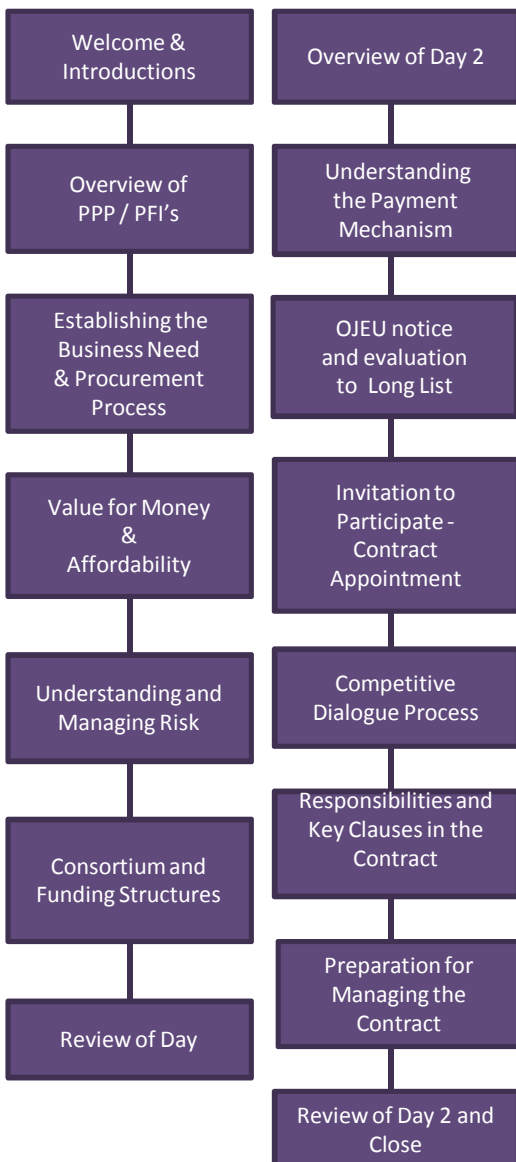 Welcome &
Introductions
Overview of
PPP / PFI's
Establishing the
Business Need
& Procurement
Process
Value for Money
&
Affordability
Understanding and
Managing Risk
Consortium and
Funding Structures
Review of Day
Overview of Day 2
Understanding
the Payment
Mechanism
OJEU notice
and evaluation
to Long List
Invitation to
Participate -
Contract
Appointment
Competitive
Dialogue Process
Responsibilities and
Key Clauses in the
Contract
Preparation for
Managing the
Contract
Review of Day 2 and
Close